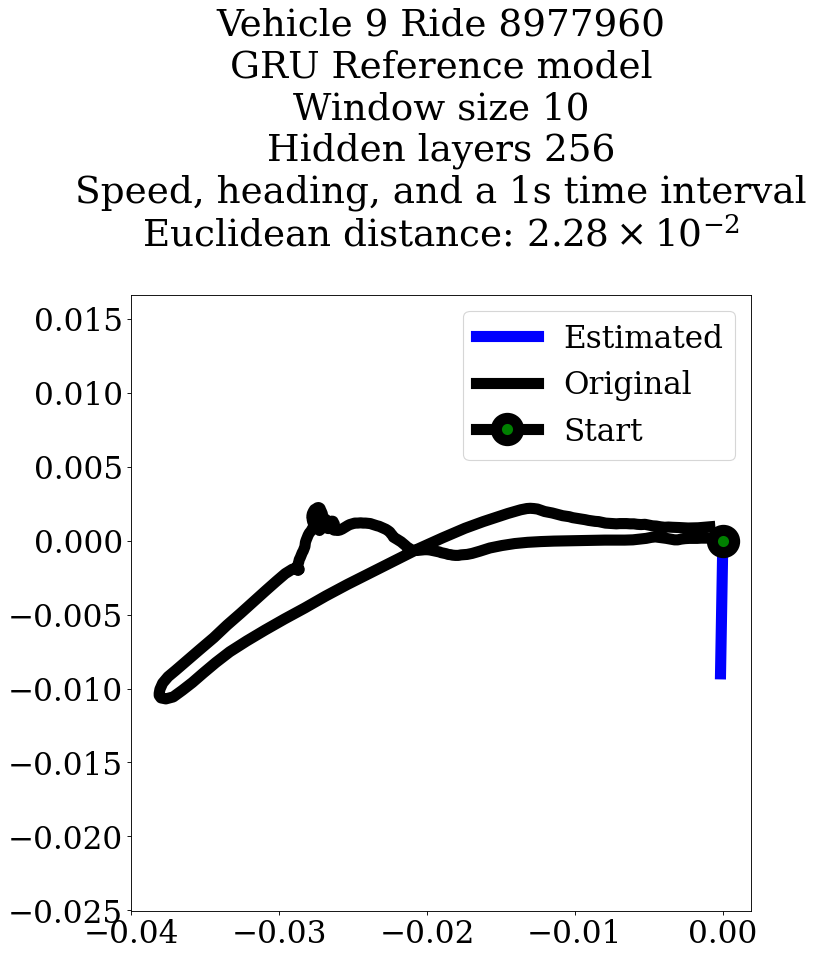 Vehicle 9 Ride 8977960
GRU Reference model
Window size 10
Hidden layers 256
Speed, heading, and a 1s time interval
Euclidean distance: 2.28 × 10⁻²
Estimated
Original
Start
0.015
0.010
0.005
0.000
−0.005
−0.010
−0.015
−0.020
−0.025
−0.04 −0.03 −0.02 −0.01 0.00